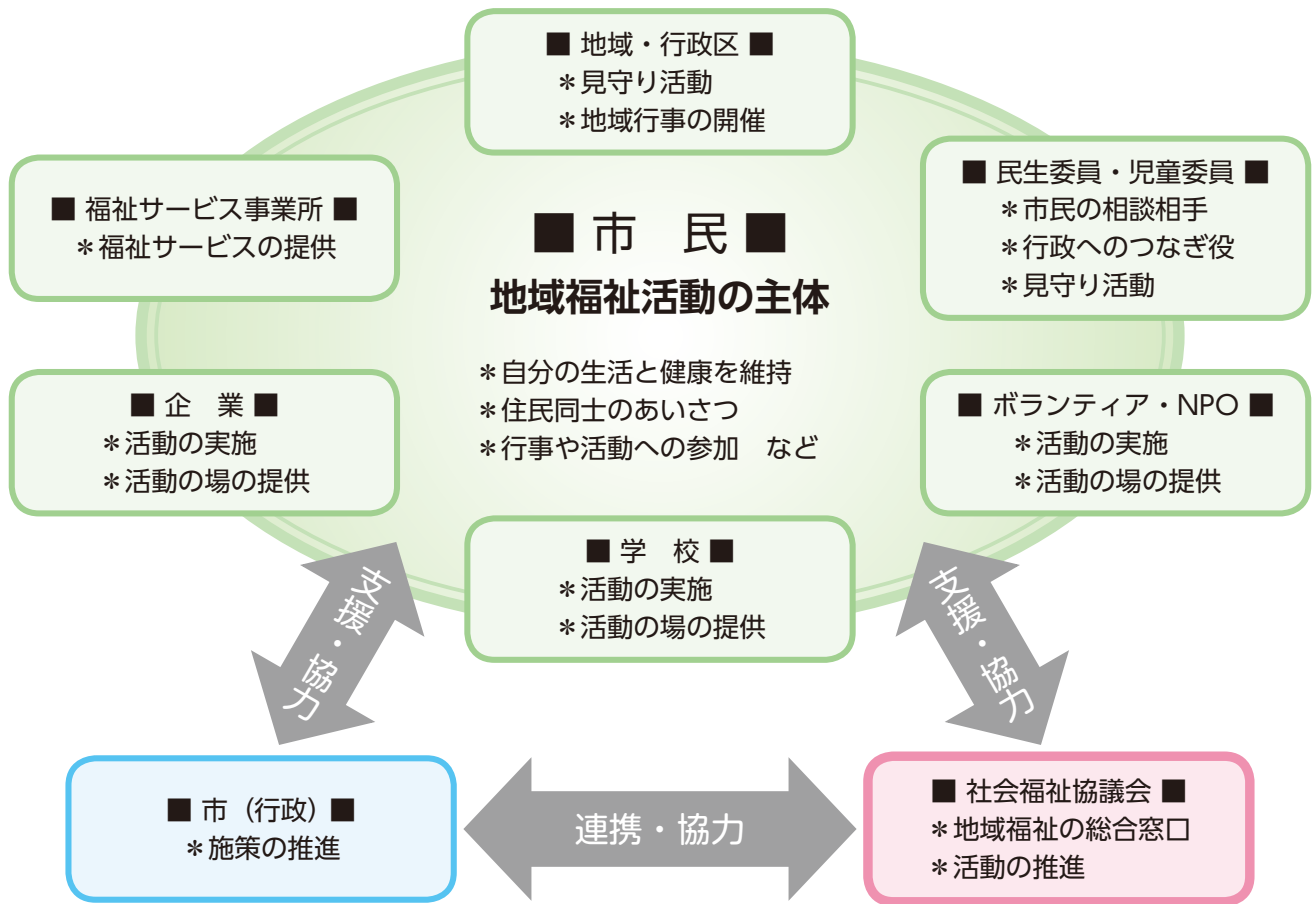 ■ 地域・行政区 ■
＊見守り活動
＊地域行事の開催
■ 福祉サービス事業所 ■
＊福祉サービスの提供
■ 民生委員・児童委員 ■
＊市民の相談相手
＊行政へのつなぎ役
＊見守り活動
■ 市　民 ■
地域福祉活動の主体
＊自分の生活と健康を維持
＊住民同士のあいさつ
＊行事や活動への参加　など
■ 企　業 ■
＊活動の実施
＊活動の場の提供
■ ボランティア・NPO ■
＊活動の実施
＊活動の場の提供
■ 学　校 ■
＊活動の実施
＊活動の場の提供
支援・協力
支援・協力
■ 市（行政）■
＊施策の推進
連携・協力
■ 社会福祉協議会 ■
＊地域福祉の総合窓口
＊活動の推進